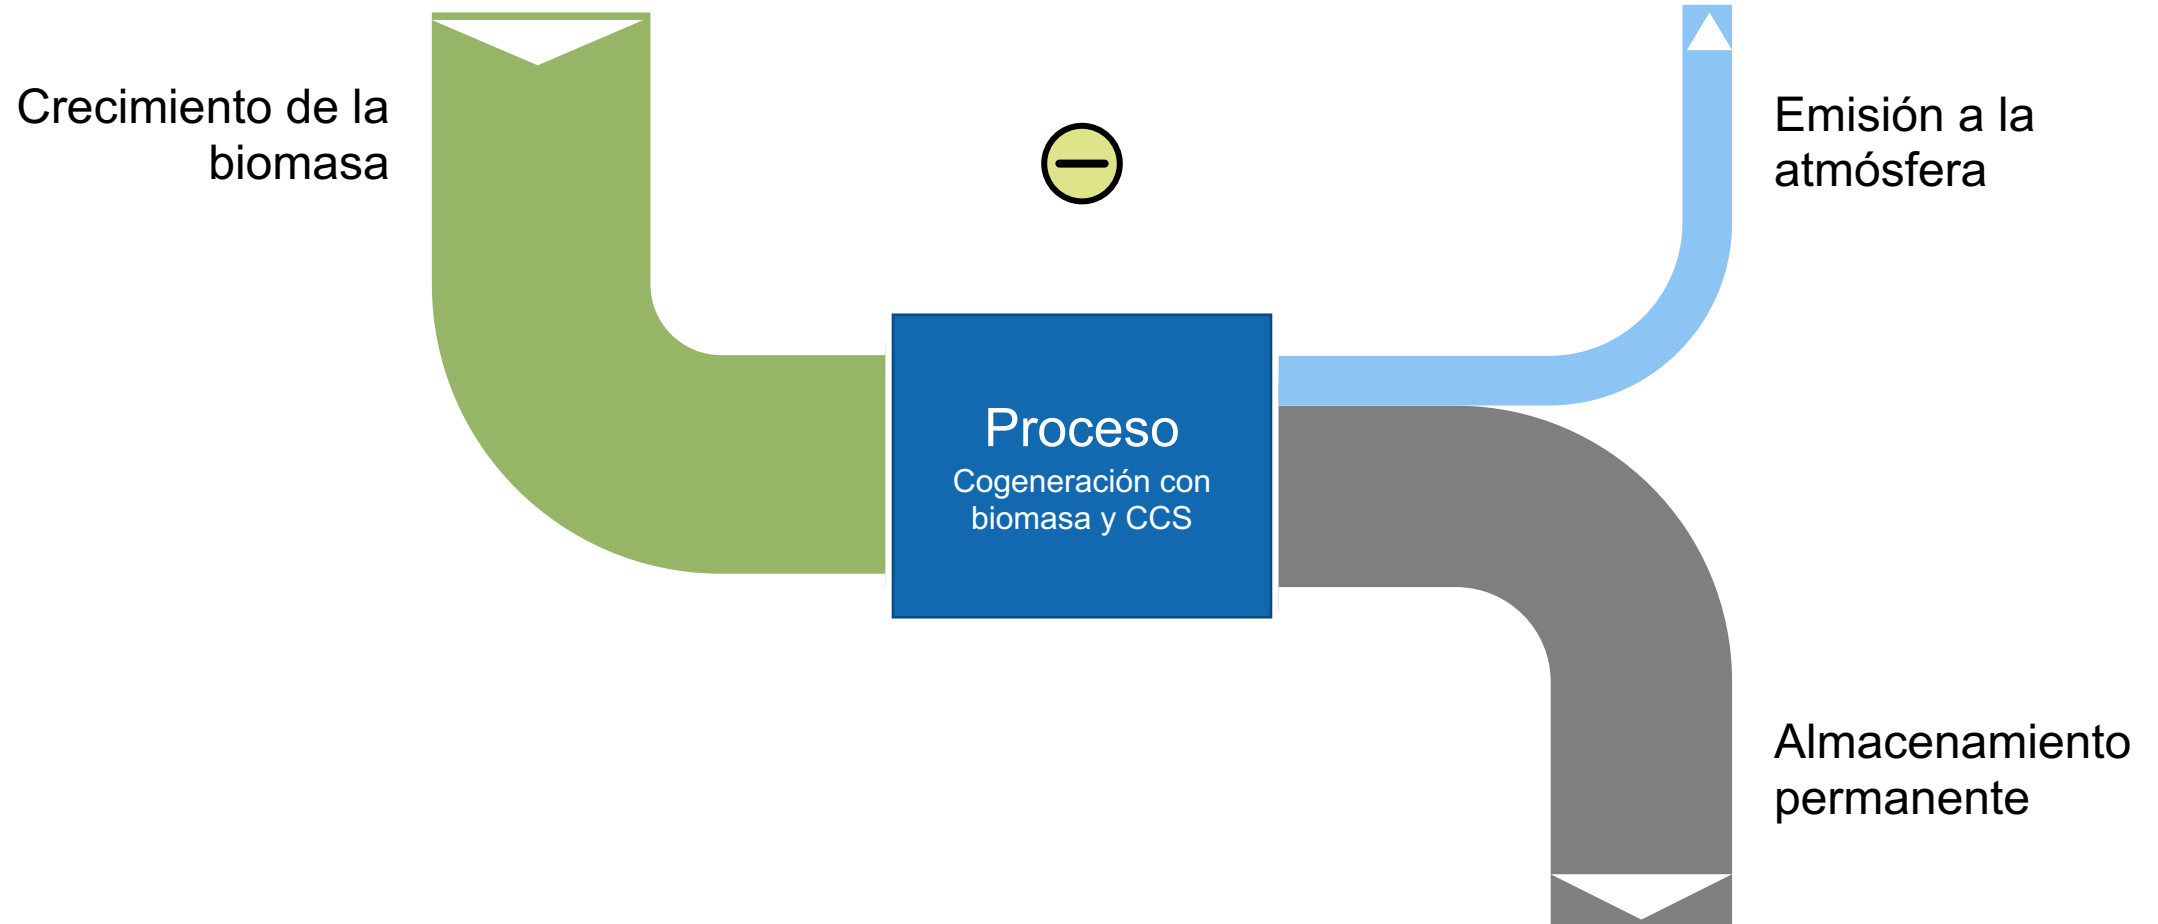 Crecimiento de la
biomasa
Emisión a la
atmósfera
Proceso
Cogeneración con
biomasa y CCS
Almacenamiento
permanente